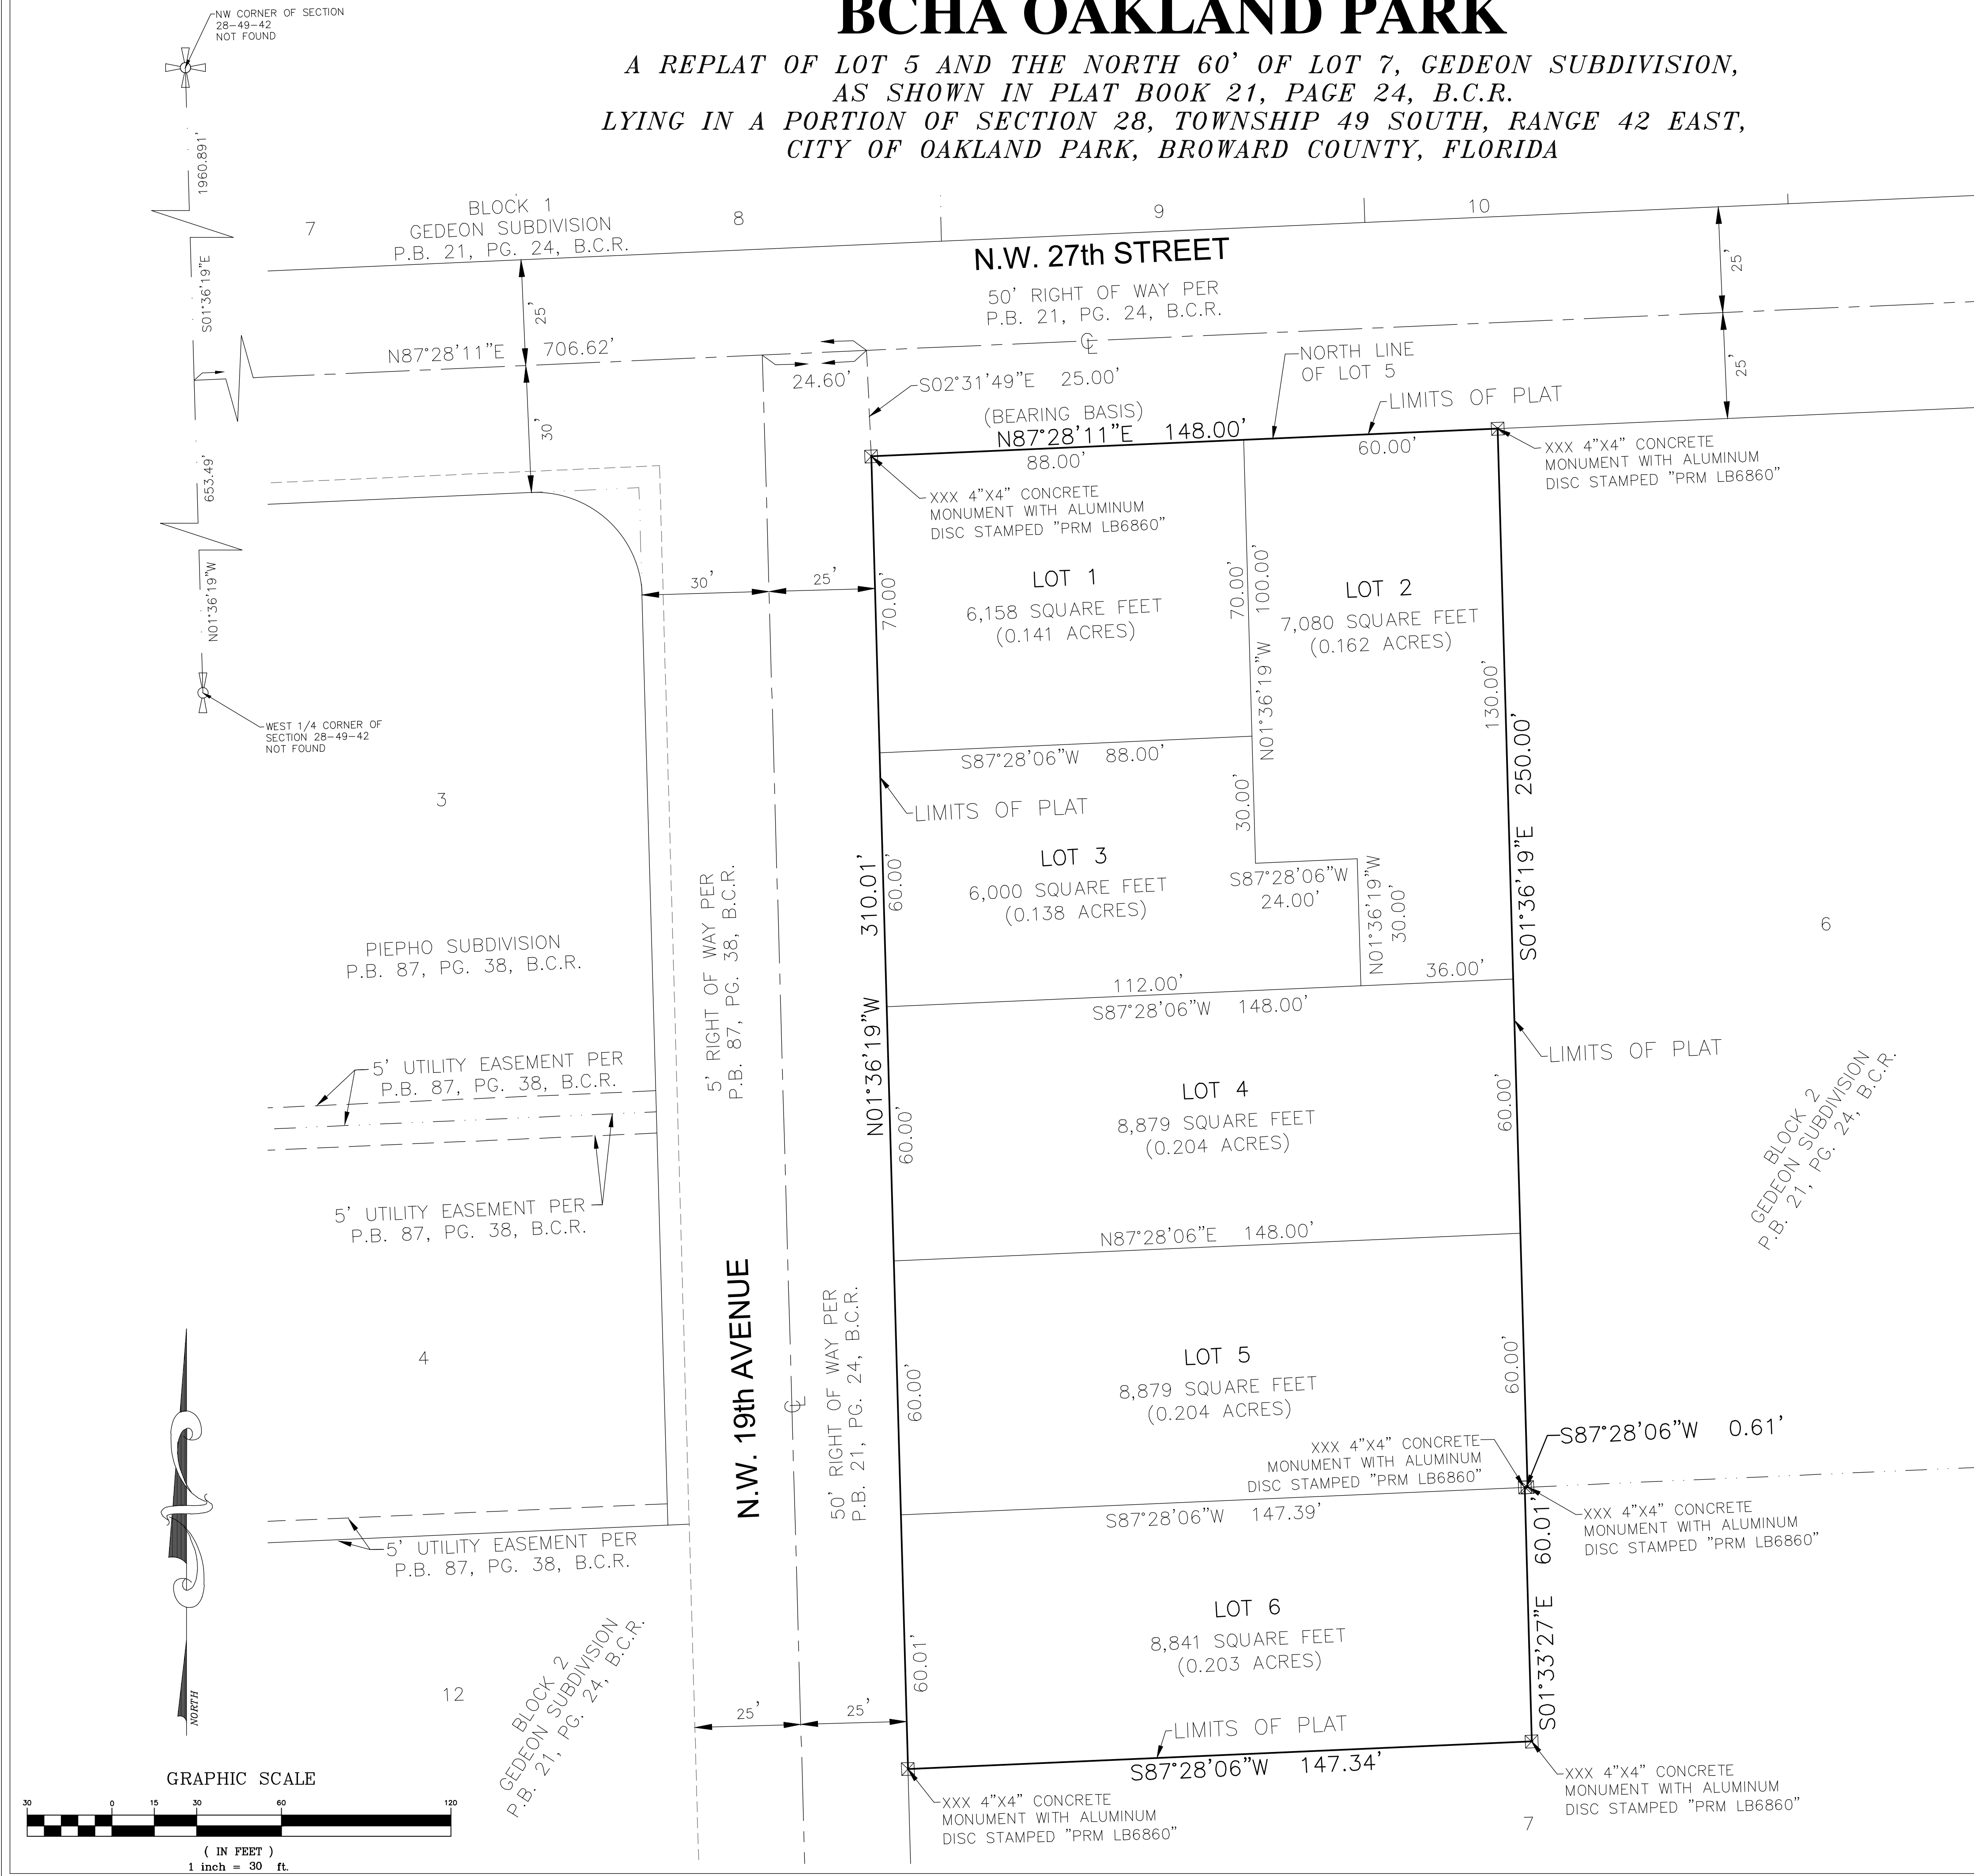 BCHA OAKLAND PARK
A REPLAT OF LOT 5 AND THE NORTH 60' OF LOT 7, GEDEON SUBDIVISION,
AS SHOWN IN PLAT BOOK 21, PAGE 24, B.C.R.
LYING IN A PORTION OF SECTION 28, TOWNSHIP 49 SOUTH, RANGE 42 EAST,
CITY OF OAKLAND PARK, BROWARD COUNTY, FLORIDA
NW CORNER OF SECTION
28-49-42
NOT FOUND
1960.891'
S01°36'19"E
653.49'
N01°36'19"W
WEST 1/4 CORNER OF
SECTION 28-49-42
NOT FOUND
7
BLOCK 1
GEDEON SUBDIVISION
P.B. 21, PG. 24, B.C.R.
8
9
10
N.W. 27th STREET
50' RIGHT OF WAY PER
P.B. 21, PG. 24, B.C.R.
25'
25'
25'
30'
N87°28'11"E 706.62'
24.60'
S02°31'49"E 25.00'
(BEARING BASIS)
N87°28'11"E 148.00'
88.00'
60.00'
NORTH LINE
OF LOT 5
LIMITS OF PLAT
XXX 4"X4" CONCRETE
MONUMENT WITH ALUMINUM
DISC STAMPED "PRM LB6860"
XXX 4"X4" CONCRETE
MONUMENT WITH ALUMINUM
DISC STAMPED "PRM LB6860"
30'
25'
70.00'
LOT 1
6,158 SQUARE FEET
(0.141 ACRES)
70.00'
100.00'
N01°36'19"W
LOT 2
7,080 SQUARE FEET
(0.162 ACRES)
130.00'
S01°36'19"E 250.00'
S87°28'06"W 88.00'
LIMITS OF PLAT
30.00'
3
LOT 3
6,000 SQUARE FEET
(0.138 ACRES)
60.00'
N01°36'19"W 310.01'
S87°28'06"W
24.00'
N01°36'19"W
30.00'
36.00'
112.00'
S87°28'06"W 148.00'
6
PIEPHO SUBDIVISION
P.B. 87, PG. 38, B.C.R.
5' RIGHT OF WAY PER
P.B. 87, PG. 38, B.C.R.
LIMITS OF PLAT
5' UTILITY EASEMENT PER
P.B. 87, PG. 38, B.C.R.
5' UTILITY EASEMENT PER
P.B. 87, PG. 38, B.C.R.
60.00'
LOT 4
8,879 SQUARE FEET
(0.204 ACRES)
60.00'
BLOCK 2
GEDEON SUBDIVISION
P.B. 21, PG. 24, B.C.R.
N87°28'06"E 148.00'
N.W. 19th AVENUE
50' RIGHT OF WAY PER
P.B. 21, PG. 24, B.C.R.
4
60.00'
LOT 5
8,879 SQUARE FEET
(0.204 ACRES)
60.00'
S87°28'06"W 0.61'
XXX 4"X4" CONCRETE
MONUMENT WITH ALUMINUM
DISC STAMPED "PRM LB6860"
XXX 4"X4" CONCRETE
MONUMENT WITH ALUMINUM
DISC STAMPED "PRM LB6860"
S87°28'06"W 147.39'
5' UTILITY EASEMENT PER
P.B. 87, PG. 38, B.C.R.
60.01'
LOT 6
8,841 SQUARE FEET
(0.203 ACRES)
S01°33'27"E 60.01'
12
BLOCK 2
GEDEON SUBDIVISION
P.B. 21, PG. 24, B.C.R.
25'
25'
LIMITS OF PLAT
S87°28'06"W 147.34'
XXX 4"X4" CONCRETE
MONUMENT WITH ALUMINUM
DISC STAMPED "PRM LB6860"
XXX 4"X4" CONCRETE
MONUMENT WITH ALUMINUM
DISC STAMPED "PRM LB6860"
7
NORTH
GRAPHIC SCALE
30 0 15 30 60 120
( IN FEET )
1 inch = 30 ft.